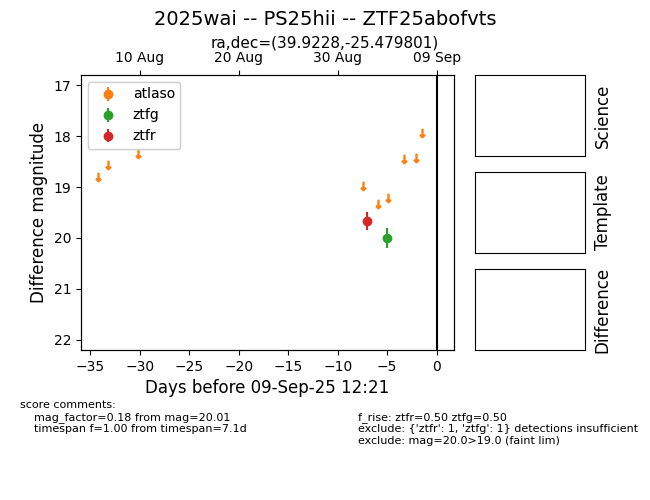 2025wai -- PS25hii -- ZTF25abofvts
ra,dec=(39.9228,-25.479801)
10 Aug
20 Aug
30 Aug
09 Sep
atlaso
ztfg
ztfr
17
18
19
20
21
22
Difference magnitude
−35
−30
−25
−20
−15
−10
−5
0
Days before 09-Sep-25 12:21
Science
Template
Difference
score comments:
mag_factor=0.18 from mag=20.01
timespan f=1.00 from timespan=7.1d
f_rise: ztfr=0.50 ztfg=0.50
exclude: {'ztfr': 1, 'ztfg': 1} detections insufficient
exclude: mag=20.0>19.0 (faint lim)